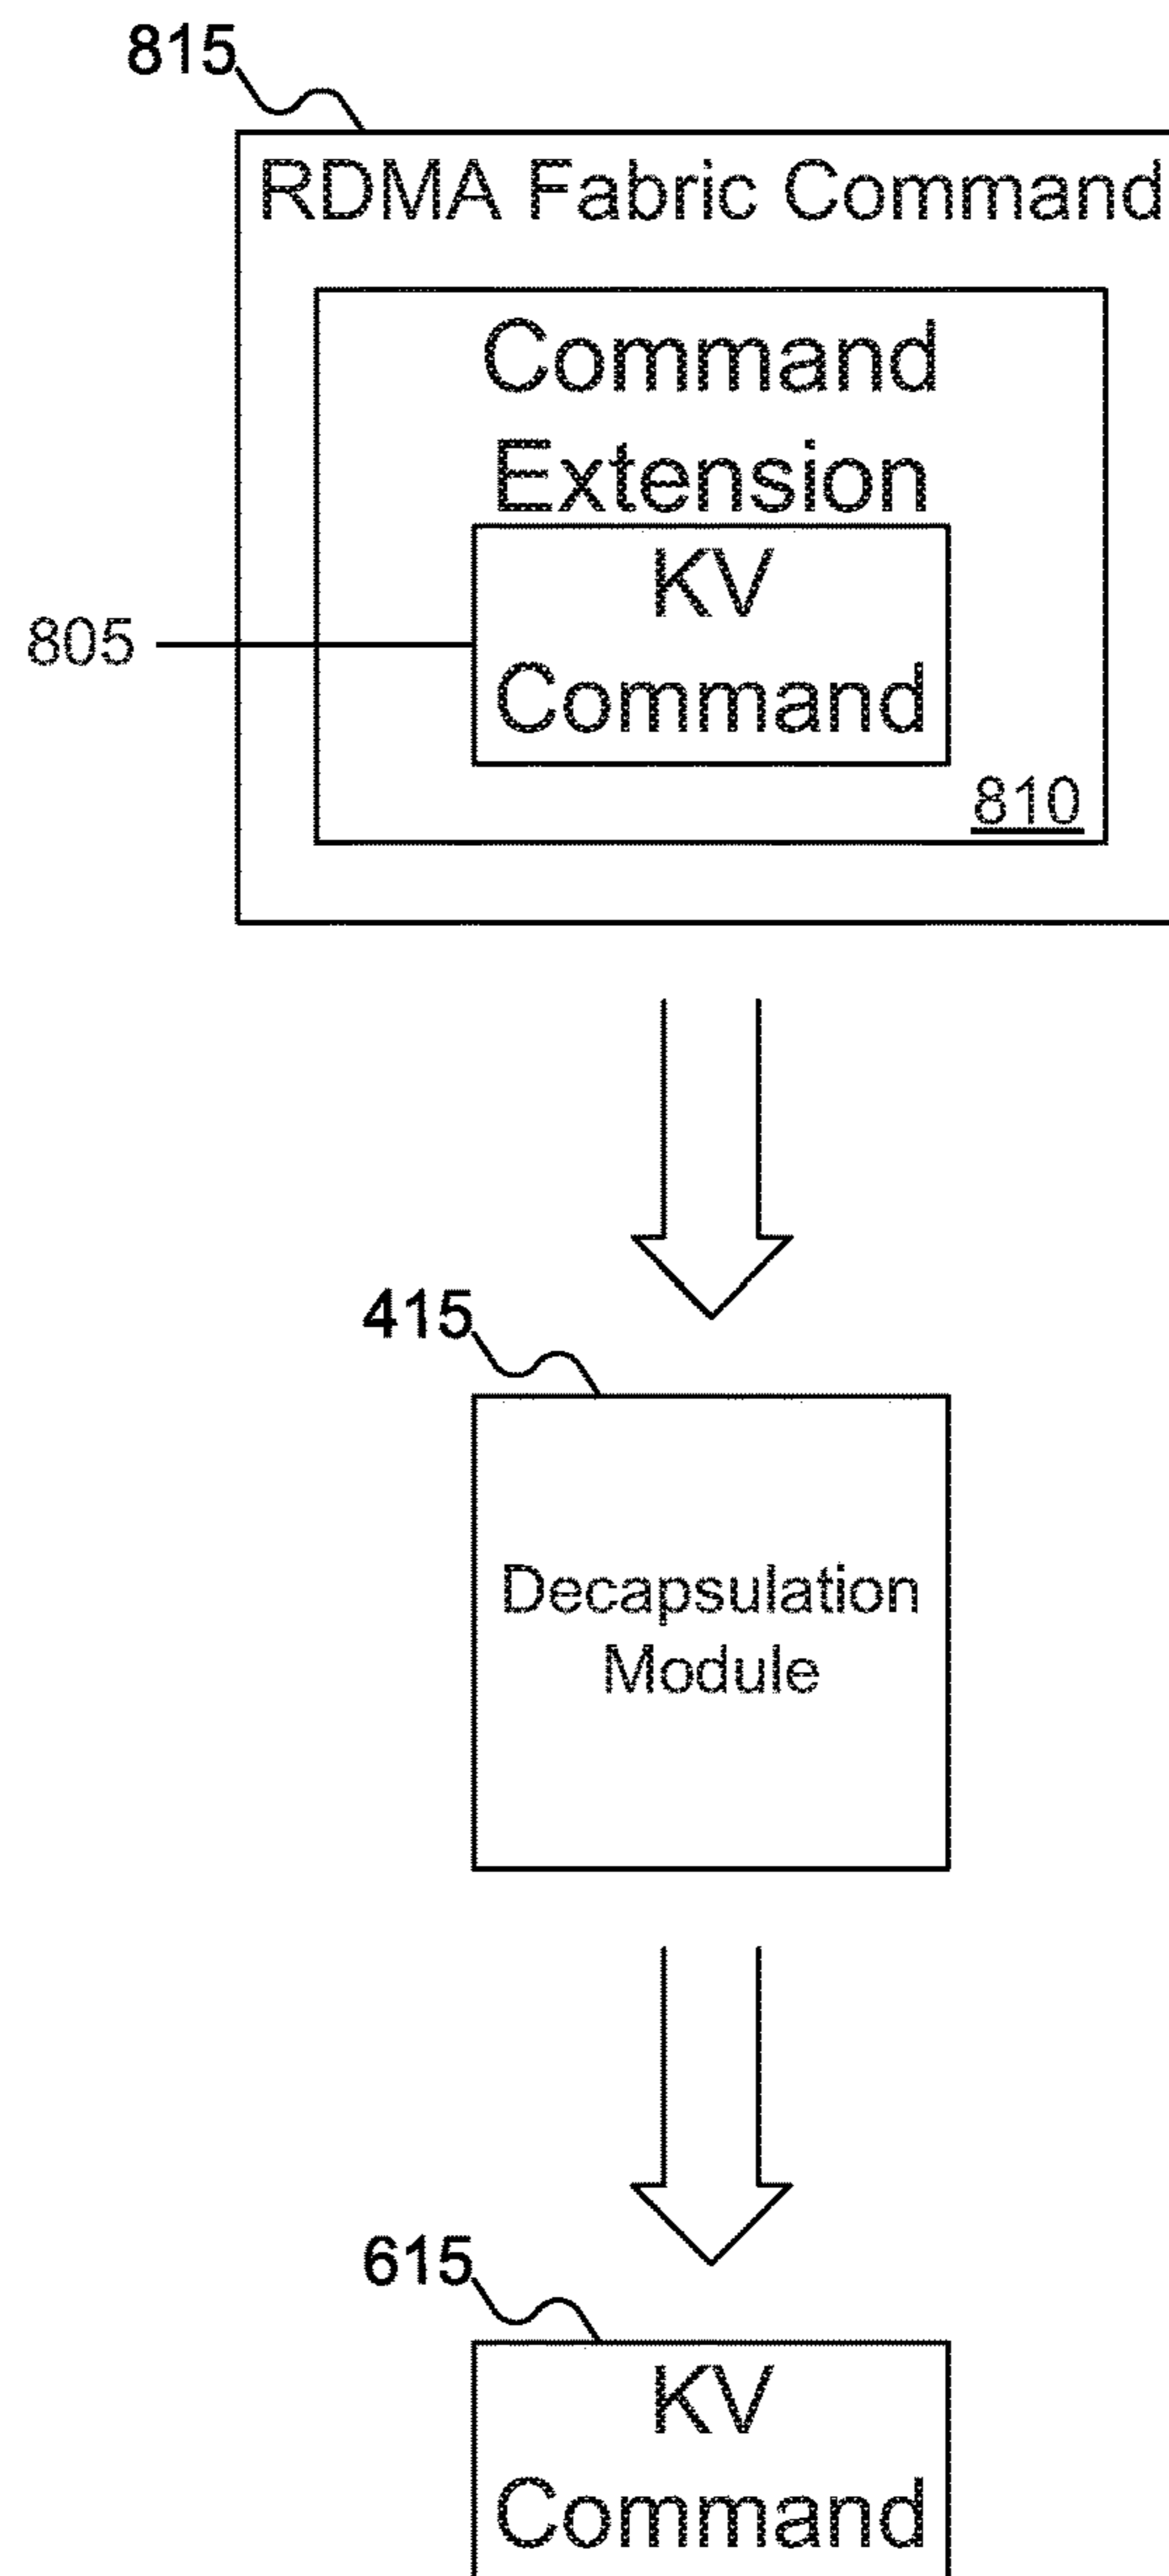 815
RDMA Fabric Command
Command
Extension
KV
805
Command
810
415
Decapsulation
Module
615
KV
Command